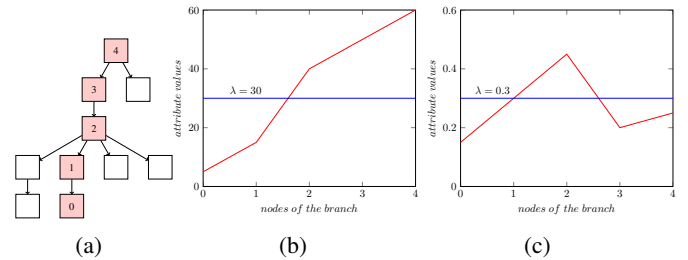 4
3
2
1
0
(a)
60
40
20
0
attribute values
λ = 30
0 1 2 3 4
nodes of the branch
(b)
0.6
0.4
0.2
0
attribute values
λ = 0.3
0 1 2 3 4
nodes of the branch
(c)